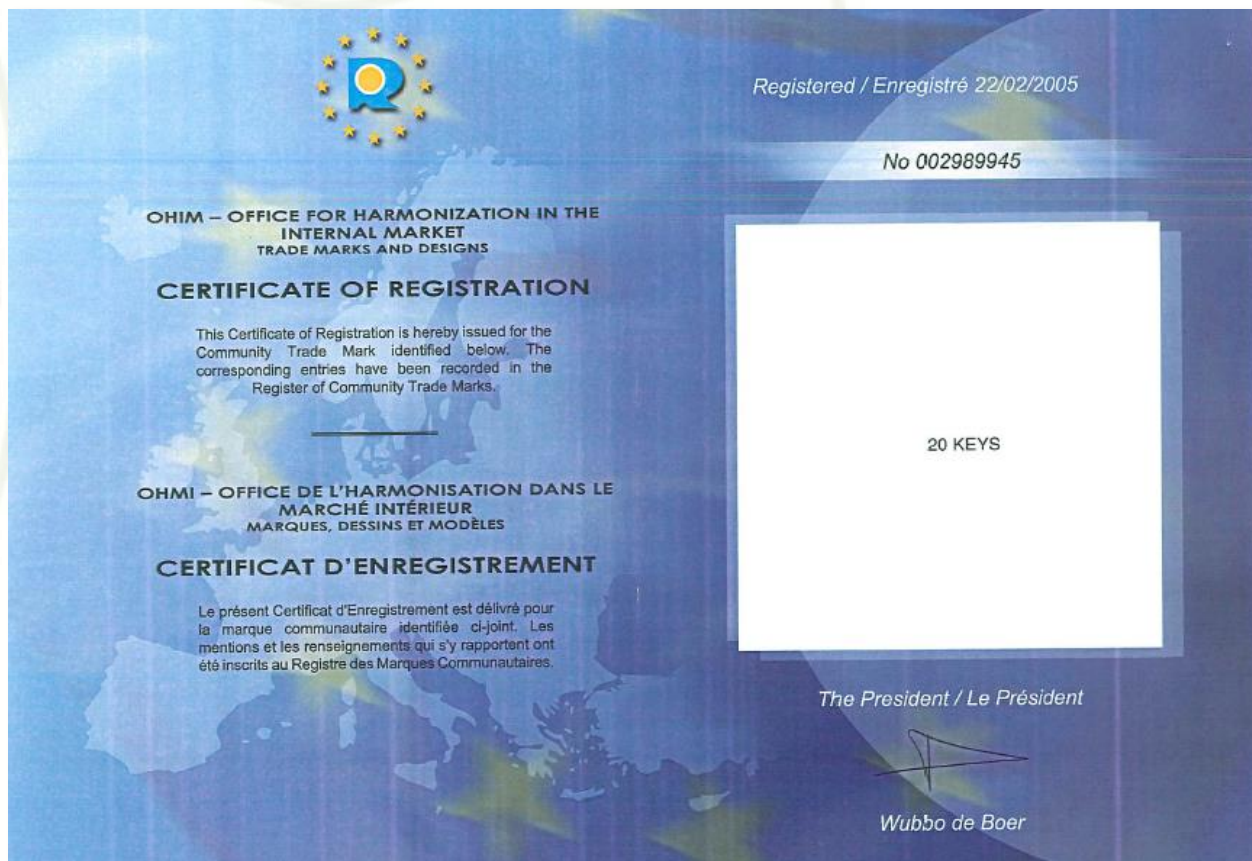 OHIM – OFFICE FOR HARMONIZATION IN THE
INTERNAL MARKET
TRADE MARKS AND DESIGNS
CERTIFICATE OF REGISTRATION
This Certificate of Registration is hereby issued for the
Community Trade Mark identified below. The
corresponding entries have been recorded in the
Register of Community Trade Marks.
OHMI – OFFICE DE L'HARMONISATION DANS LE
MARCHÉ INTÉRIEUR
MARQUES, DESSINS ET MODÈLES
CERTIFICAT D'ENREGISTREMENT
Le présent Certificat d'Enregistrement est délivré pour
la marque communautaire identifiée ci-joint. Les
mentions et les renseignements qui s'y rapportent ont
été inscrits au Registre des Marques Communautaires.
Registered / Enregistré 22/02/2005
No 002989945
20 KEYS
The President / Le Président
Wubbo de Boer